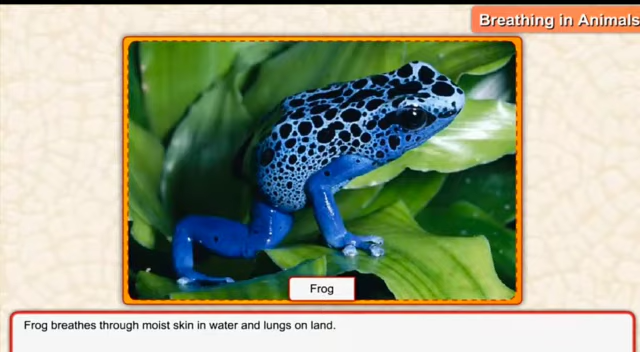 Breathing in Animals
Frog
Frog breathes through moist skin in water and lungs on land.